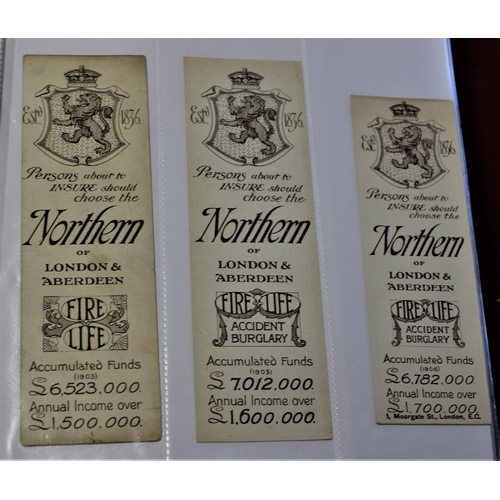 Estd 1836.
Persons about to
INSURE should
choose the
Northern
OF
LONDON &
ABERDEEN
FIRE
LIFE
Accumulated Funds
(1903)
£6,523,000.
Annual Income over
£1,500,000.
Estd 1836.
Persons about to
INSURE should
choose the
Northern
OF
LONDON &
ABERDEEN
FIRE LIFE
ACCIDENT
BURGLARY
Accumulated Funds
(1905)
£7,012,000.
Annual Income over
£1,600,000.
Estd 1836
Persons about to
INSURE should
choose the
Northern
OF
LONDON &
ABERDEEN
FIRE LIFE
ACCIDENT
BURGLARY
Accumulated Funds
(1906)
£6,782,000.
Annual Income over
£1,700,000.
1, Moorgate St., London, E.C.